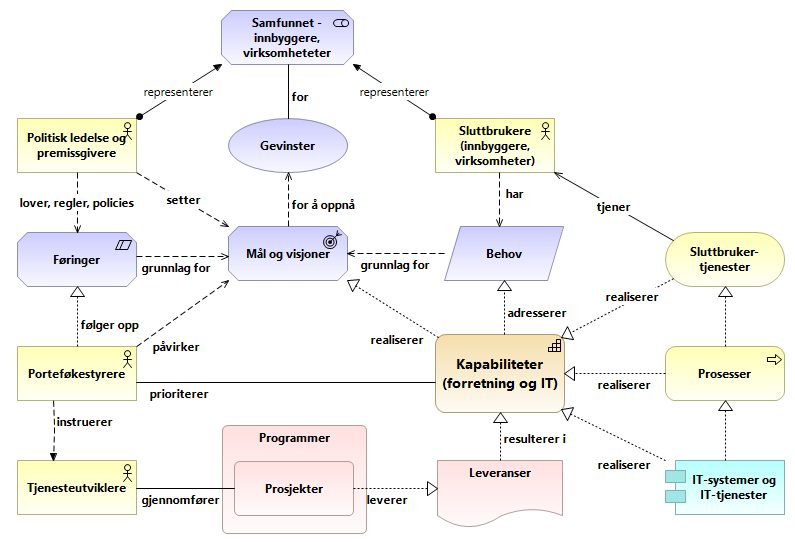 Samfunnet -
innbyggere,
virksomheteter
representerer
representerer
for
Politisk ledelse og
premissgivere
Gevinster
Sluttbrukere
(innbyggere,
virksomheter)
lover, regler, policies
setter
for å oppnå
har
tjener
Føringer
grunnlag for
Mål og visjoner
grunnlag for
Behov
Sluttbruker-
tjenester
følger opp
påvirker
realiserer
adresserer
realiserer
Porteføkestyrere
prioriterer
Kapabiliteter
(forretning og IT)
realiserer
Prosesser
instruerer
Programmer
resulterer i
realiserer
Tjenesteutviklere
gjennomfører
Prosjekter
leverer
Leveranser
IT-systemer og
IT-tjenester